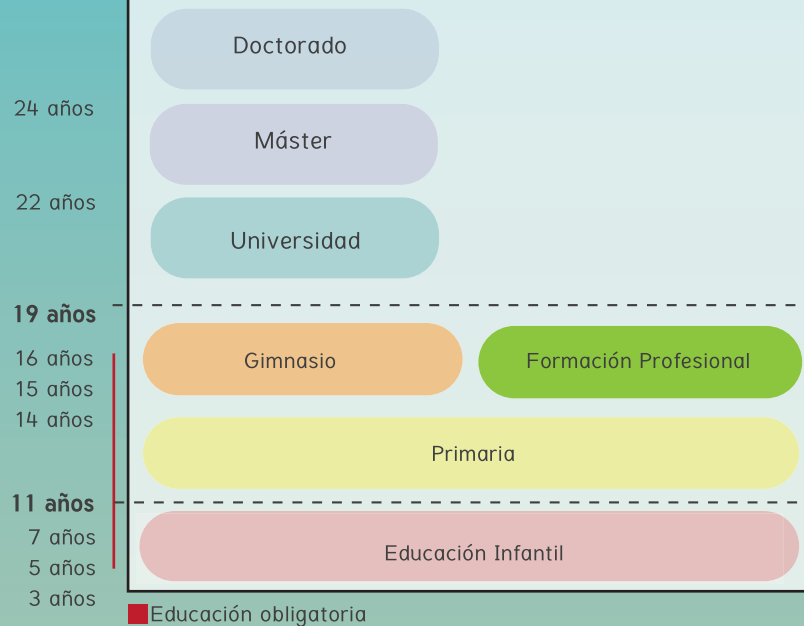 Doctorado
24 años
Máster
22 años
Universidad
19 años
16 años
Gimnasio
Formación Profesional
15 años
14 años
Primaria
11 años
7 años
Educación Infantil
5 años
3 años
Educación obligatoria